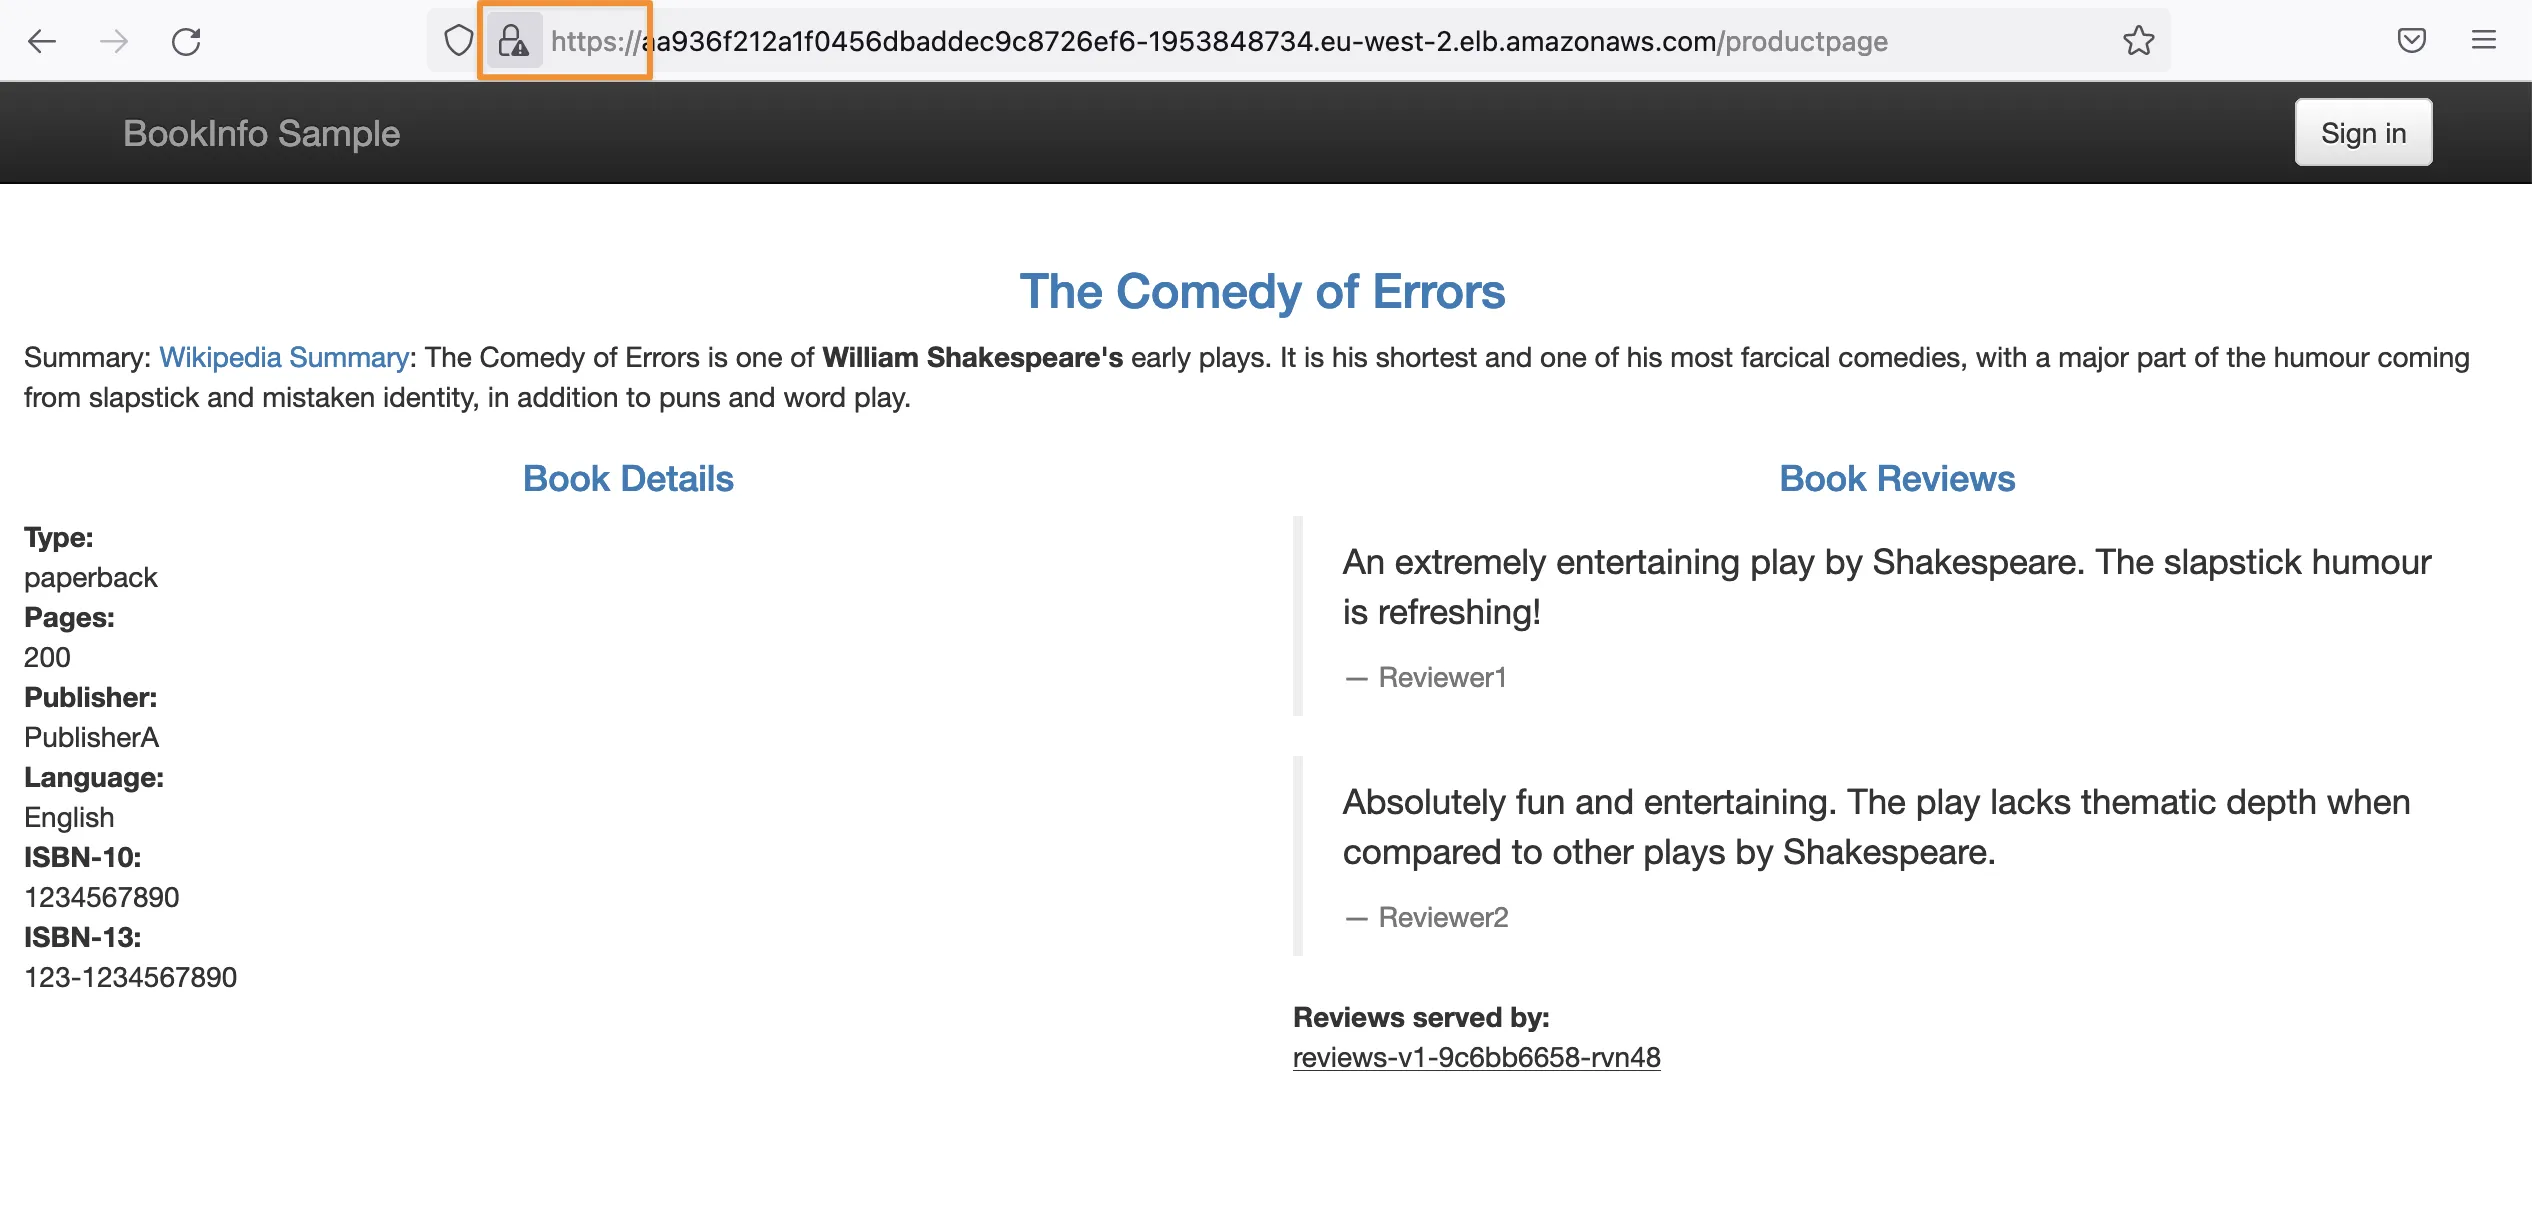 https://aa936f212a1f0456dbaddec9c8726ef6-1953848734.eu-west-2.elb.amazonaws.com/productpage
BookInfo Sample
Sign in
The Comedy of Errors
Summary: Wikipedia Summary: The Comedy of Errors is one of William Shakespeare's early plays. It is his shortest and one of his most farcical comedies, with a major part of the humour coming
from slapstick and mistaken identity, in addition to puns and word play.
Book Details
Type:
paperback
Pages:
200
Publisher:
PublisherA
Language:
English
ISBN-10:
1234567890
ISBN-13:
123-1234567890
Book Reviews
An extremely entertaining play by Shakespeare. The slapstick humour
is refreshing!
— Reviewer1
Absolutely fun and entertaining. The play lacks thematic depth when
compared to other plays by Shakespeare.
— Reviewer2
Reviews served by:
reviews-v1-9c6bb6658-rvn48